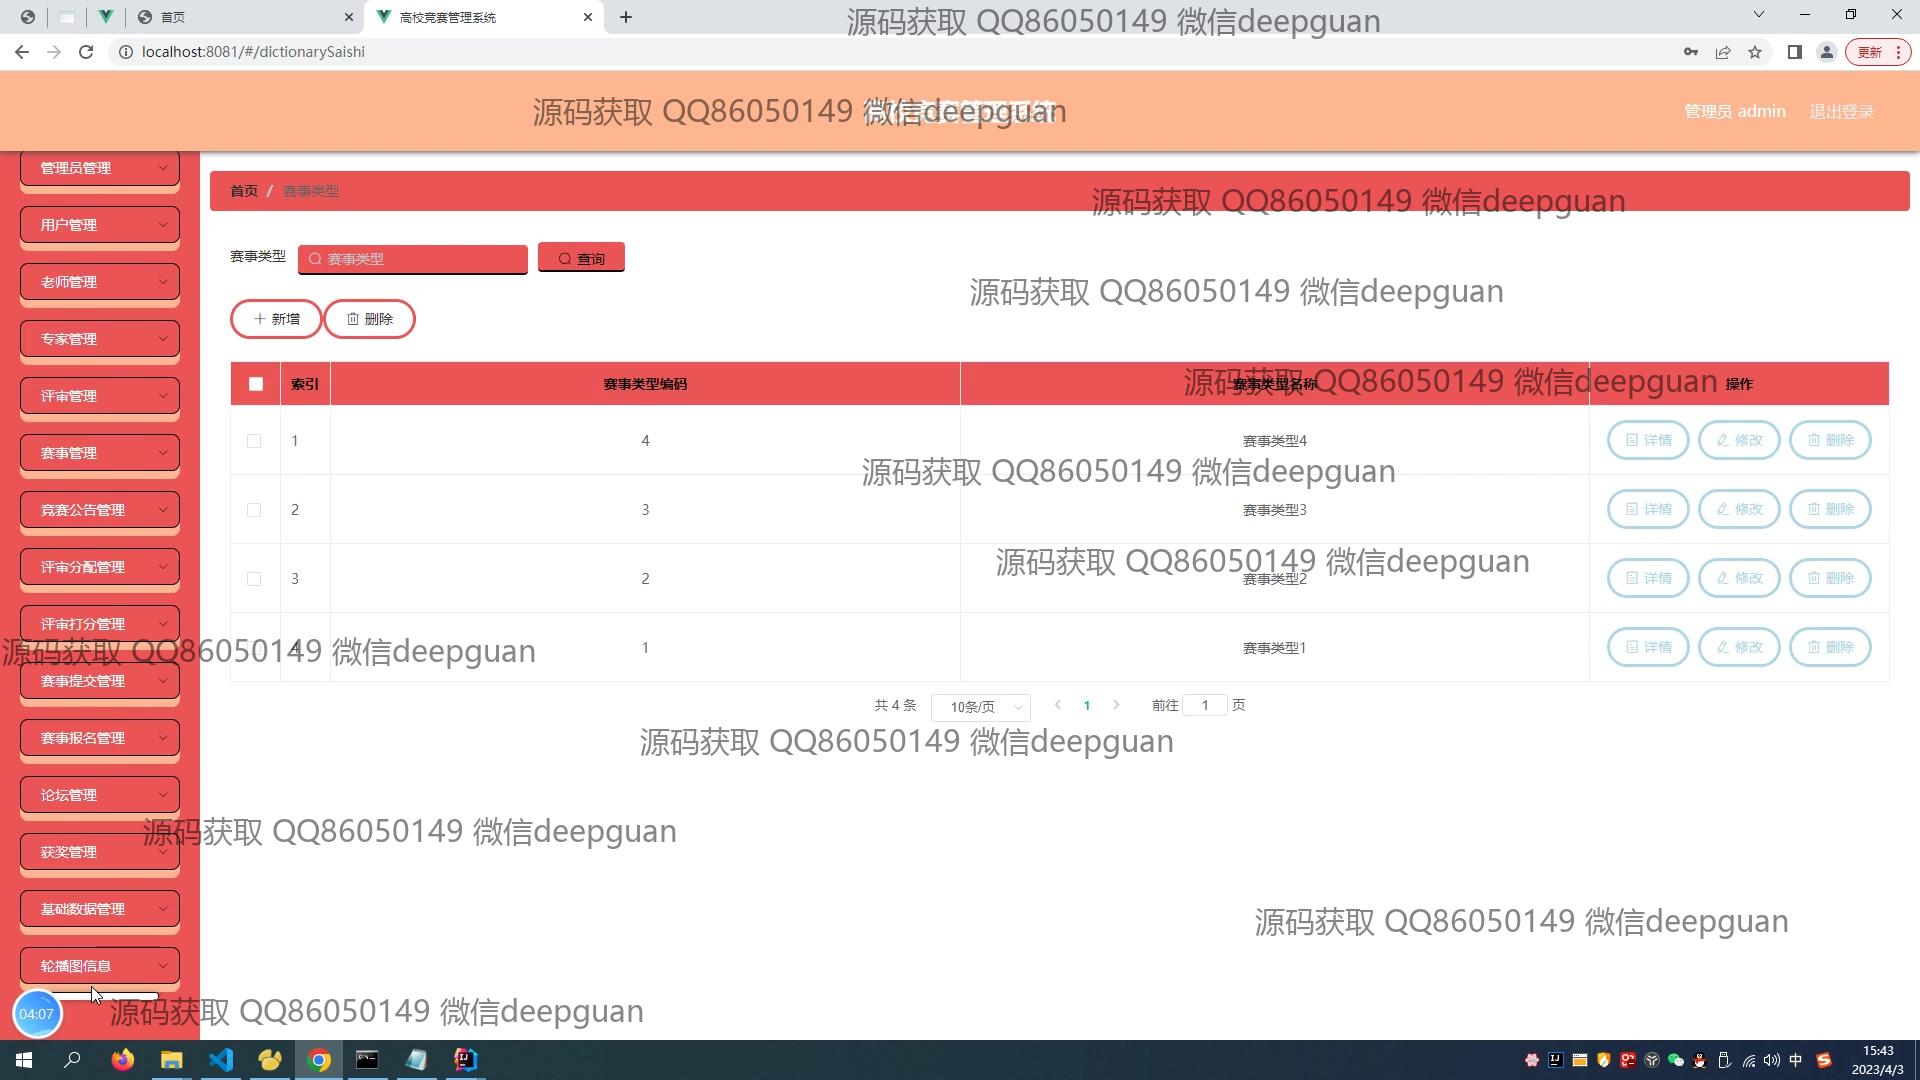 首页
高校竞赛管理系统
源码获取 QQ86050149 微信deepguan
localhost:8081/#/dictionarySaishi
更新
源码获取 QQ86050149 微信deepguan
管理员 admin
退出登录
管理员管理
首页 / 赛事类型
源码获取 QQ86050149 微信deepguan
用户管理
赛事类型
赛事类型
查询
老师管理
源码获取 QQ86050149 微信deepguan
新增
删除
专家管理
索引
赛事类型编码
赛事类型名称
操作
源码获取 QQ86050149 微信deepguan
评审管理
1
4
赛事类型4
详情
修改
删除
赛事管理
源码获取 QQ86050149 微信deepguan
竞赛公告管理
2
3
赛事类型3
详情
修改
删除
评审分配管理
源码获取 QQ86050149 微信deepguan
3
2
赛事类型2
详情
修改
删除
评审打分管理
源码获取 QQ86050149 微信deepguan
4
1
赛事类型1
详情
修改
删除
赛事提交管理
共 4 条
10条/页
1
前往 1 页
赛事报名管理
源码获取 QQ86050149 微信deepguan
论坛管理
源码获取 QQ86050149 微信deepguan
获奖管理
基础数据管理
源码获取 QQ86050149 微信deepguan
轮播图信息
04:07
源码获取 QQ86050149 微信deepguan
中
15:43
2023/4/3